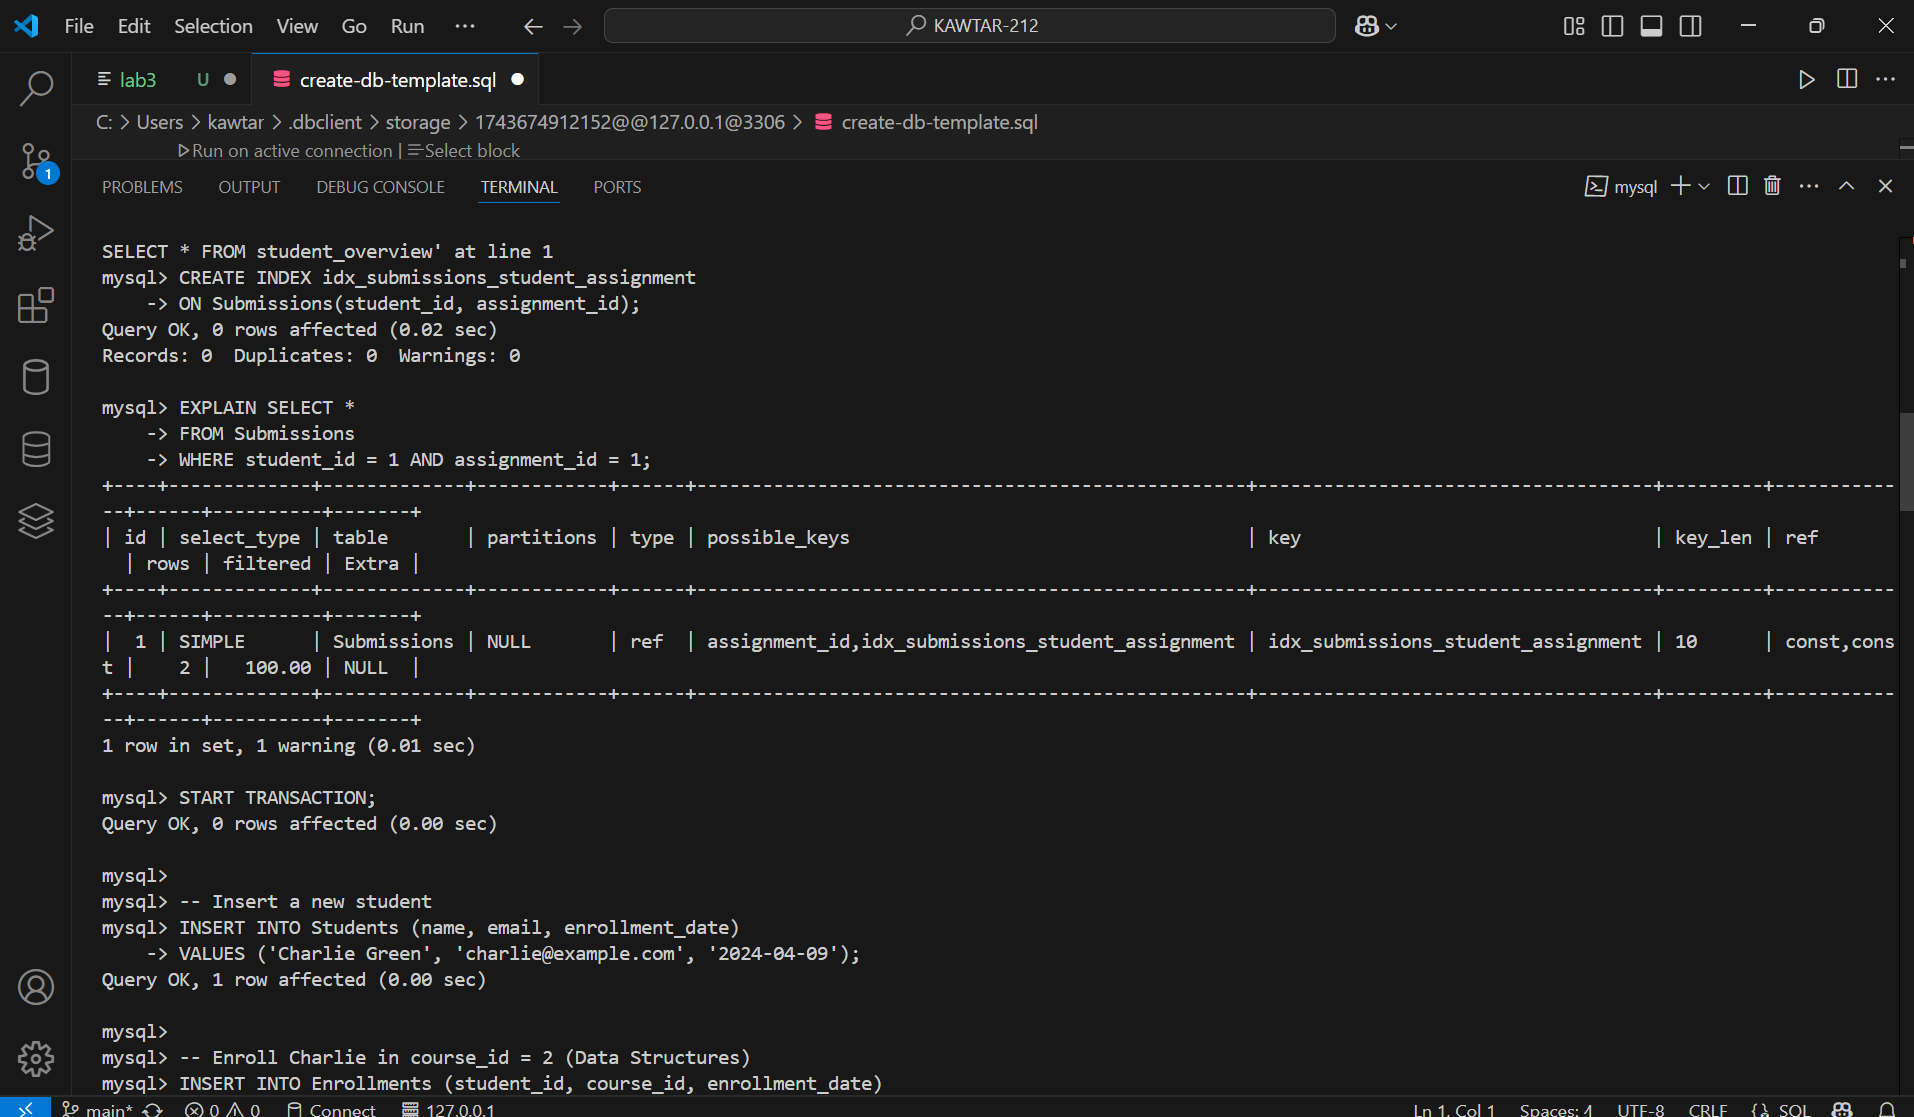 File Edit Selection View Go Run ··· KAWTAR-212
lab3 U create-db-template.sql
C: > Users > kawtar > .dbclient > storage > 1743674912152@@127.0.0.1@3306 > create-db-template.sql
Run on active connection | Select block
PROBLEMS OUTPUT DEBUG CONSOLE TERMINAL PORTS mysql
SELECT * FROM student_overview' at line 1
mysql> CREATE INDEX idx_submissions_student_assignment
    -> ON Submissions(student_id, assignment_id);
Query OK, 0 rows affected (0.02 sec)
Records: 0  Duplicates: 0  Warnings: 0
mysql> EXPLAIN SELECT *
    -> FROM Submissions
    -> WHERE student_id = 1 AND assignment_id = 1;
+----+-------------+-------------+------------+------+--------------------------------------------------+------------------------------------+---------+-----------
--+------+----------+-------+
| id | select_type | table       | partitions | type | possible_keys                                    | key                                | key_len | ref
  | rows | filtered | Extra |
+----+-------------+-------------+------------+------+--------------------------------------------------+------------------------------------+---------+-----------
--+------+----------+-------+
|  1 | SIMPLE      | Submissions | NULL       | ref  | assignment_id,idx_submissions_student_assignment | idx_submissions_student_assignment | 10      | const,cons
t |    2 |   100.00 | NULL  |
+----+-------------+-------------+------------+------+--------------------------------------------------+------------------------------------+---------+-----------
--+------+----------+-------+
1 row in set, 1 warning (0.01 sec)
mysql> START TRANSACTION;
Query OK, 0 rows affected (0.00 sec)
mysql>
mysql> -- Insert a new student
mysql> INSERT INTO Students (name, email, enrollment_date)
    -> VALUES ('Charlie Green', 'charlie@example.com', '2024-04-09');
Query OK, 1 row affected (0.00 sec)
mysql>
mysql> -- Enroll Charlie in course_id = 2 (Data Structures)
mysql> INSERT INTO Enrollments (student_id, course_id, enrollment_date)
1
main* 0 0 Connect 127.0.0.1 Ln 1, Col 1 Spaces: 4 UTF-8 CRLF {} SQL